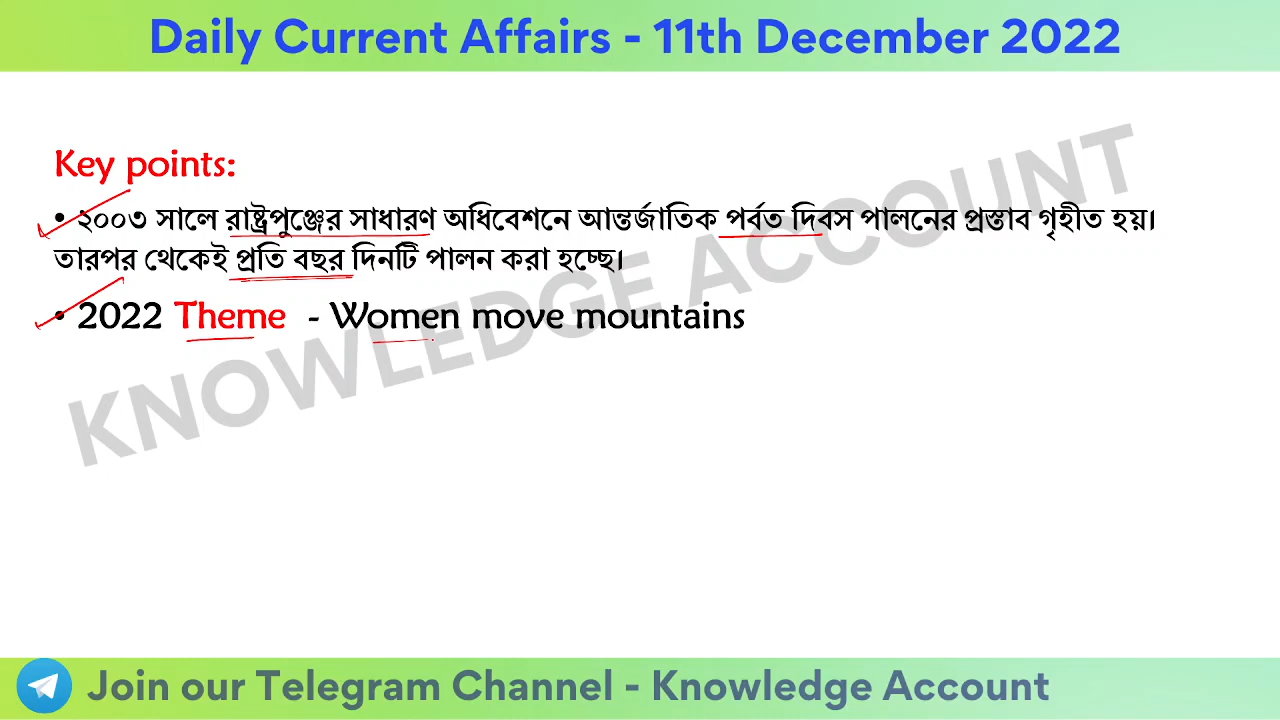 Daily Current Affairs - 11th December 2022
Key points:
• ২০০৩ সালে রাষ্ট্রপুঞ্জের সাধারণ অধিবেশনে আন্তর্জাতিক পর্বত দিবস পালনের প্রস্তাব গৃহীত হয়।
তারপর থেকেই প্রতি বছর দিনটি পালন করা হচ্ছে।
• 2022 Theme - Women move mountains
KNOWLEDGE ACCOUNT
Join our Telegram Channel - Knowledge Account